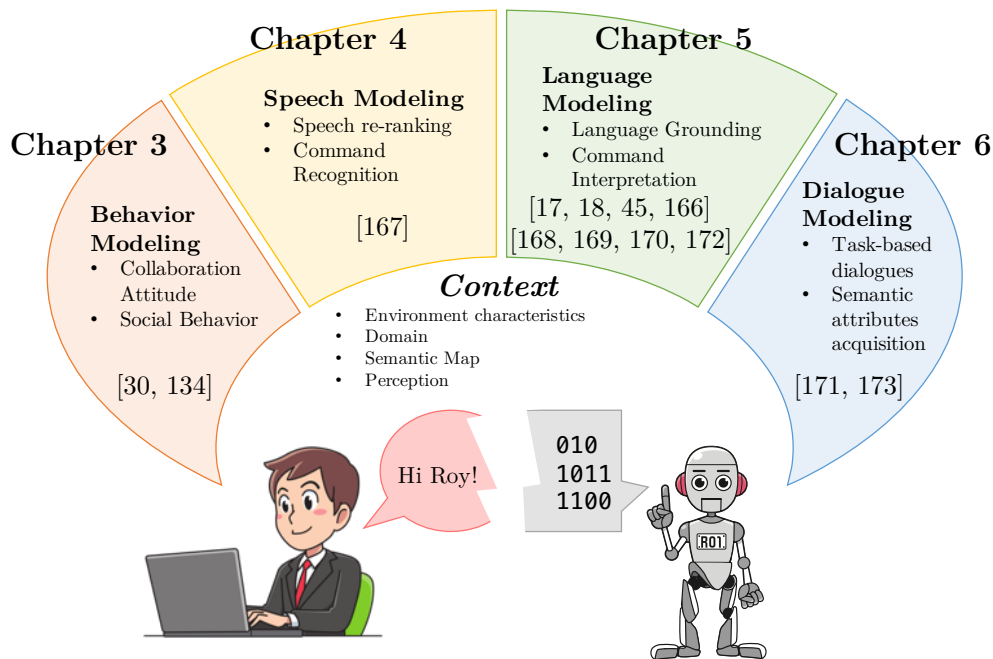 Chapter 3
Behavior
Modeling
• Collaboration
Attitude
• Social Behavior
[30, 134]
Chapter 4
Speech Modeling
• Speech re-ranking
• Command
Recognition
[167]
Chapter 5
Language
Modeling
• Language Grounding
• Command
Interpretation
[17, 18, 45, 166]
[168, 169, 170, 172]
Chapter 6
Dialogue
Modeling
• Task-based
dialogues
• Semantic
attributes
acquisition
[171, 173]
Context
• Environment characteristics
• Domain
• Semantic Map
• Perception
Hi Roy!
010
1011
1100
R01